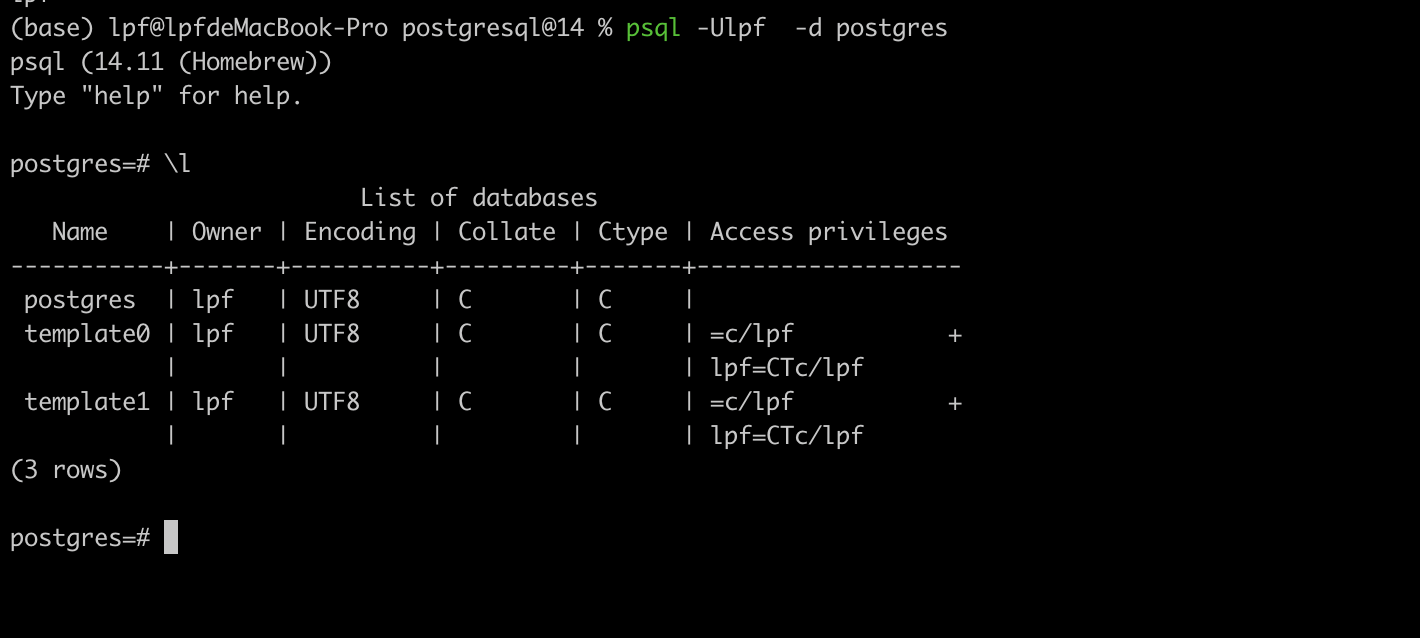 (base) lpf@lpfdeMacBook-Pro postgresql@14 % psql -Ulpf  -d postgres
psql (14.11 (Homebrew))
Type "help" for help.

postgres=# \l
                         List of databases
   Name    | Owner | Encoding | Collate | Ctype | Access privileges
-----------+-------+----------+---------+-------+-------------------
 postgres  | lpf   | UTF8     | C       | C     |
 template0 | lpf   | UTF8     | C       | C     | =c/lpf           +
           |       |          |         |       | lpf=CTc/lpf
 template1 | lpf   | UTF8     | C       | C     | =c/lpf           +
           |       |          |         |       | lpf=CTc/lpf
(3 rows)

postgres=#